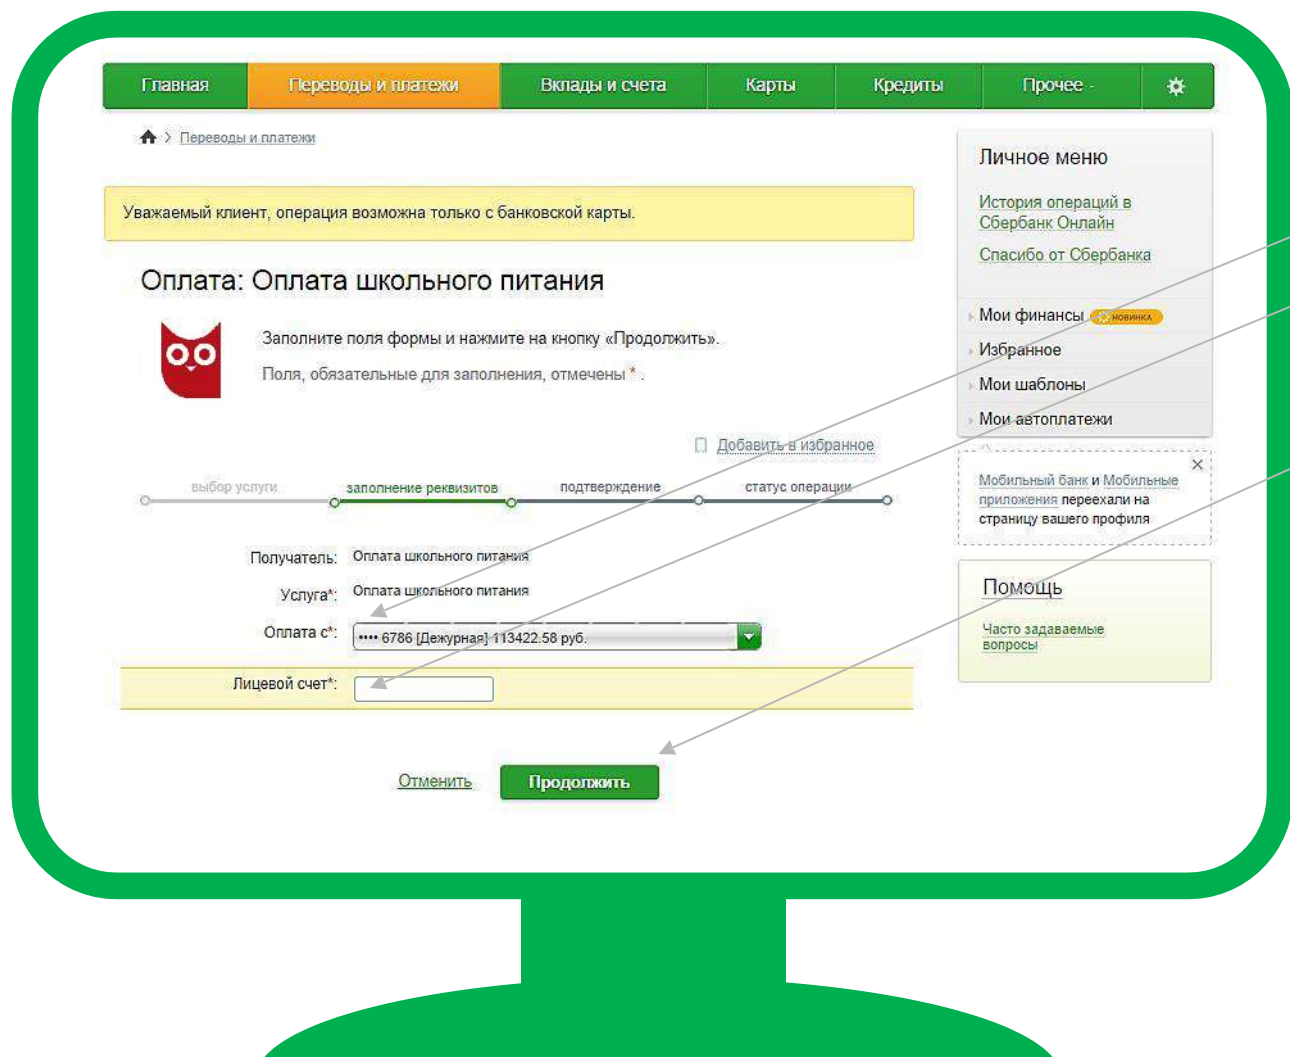 Главная Переводы и платежи Вклады и счета Карты Кредиты Прочее
Переводы и платежи
Уважаемый клиент, операция возможна только с банковской карты.
Оплата: Оплата школьного питания
Заполните поля формы и нажмите на кнопку «Продолжить».
Поля, обязательные для заполнения, отмечены * .
Добавить в избранное
выбор услуги заполнение реквизитов подтверждение статус операции
Получатель: Оплата школьного питания
Услуга*: Оплата школьного питания
Оплата с*: •••• 6786 [Дежурная] 113422.58 руб.
Лицевой счет*:
Отменить Продолжить
Личное меню
История операций в
Сбербанк Онлайн
Спасибо от Сбербанка
Мои финансы НОВИНКА
Избранное
Мои шаблоны
Мои автоплатежи
Мобильный банк и Мобильные
приложения переехали на
страницу вашего профиля
Помощь
Часто задаваемые
вопросы